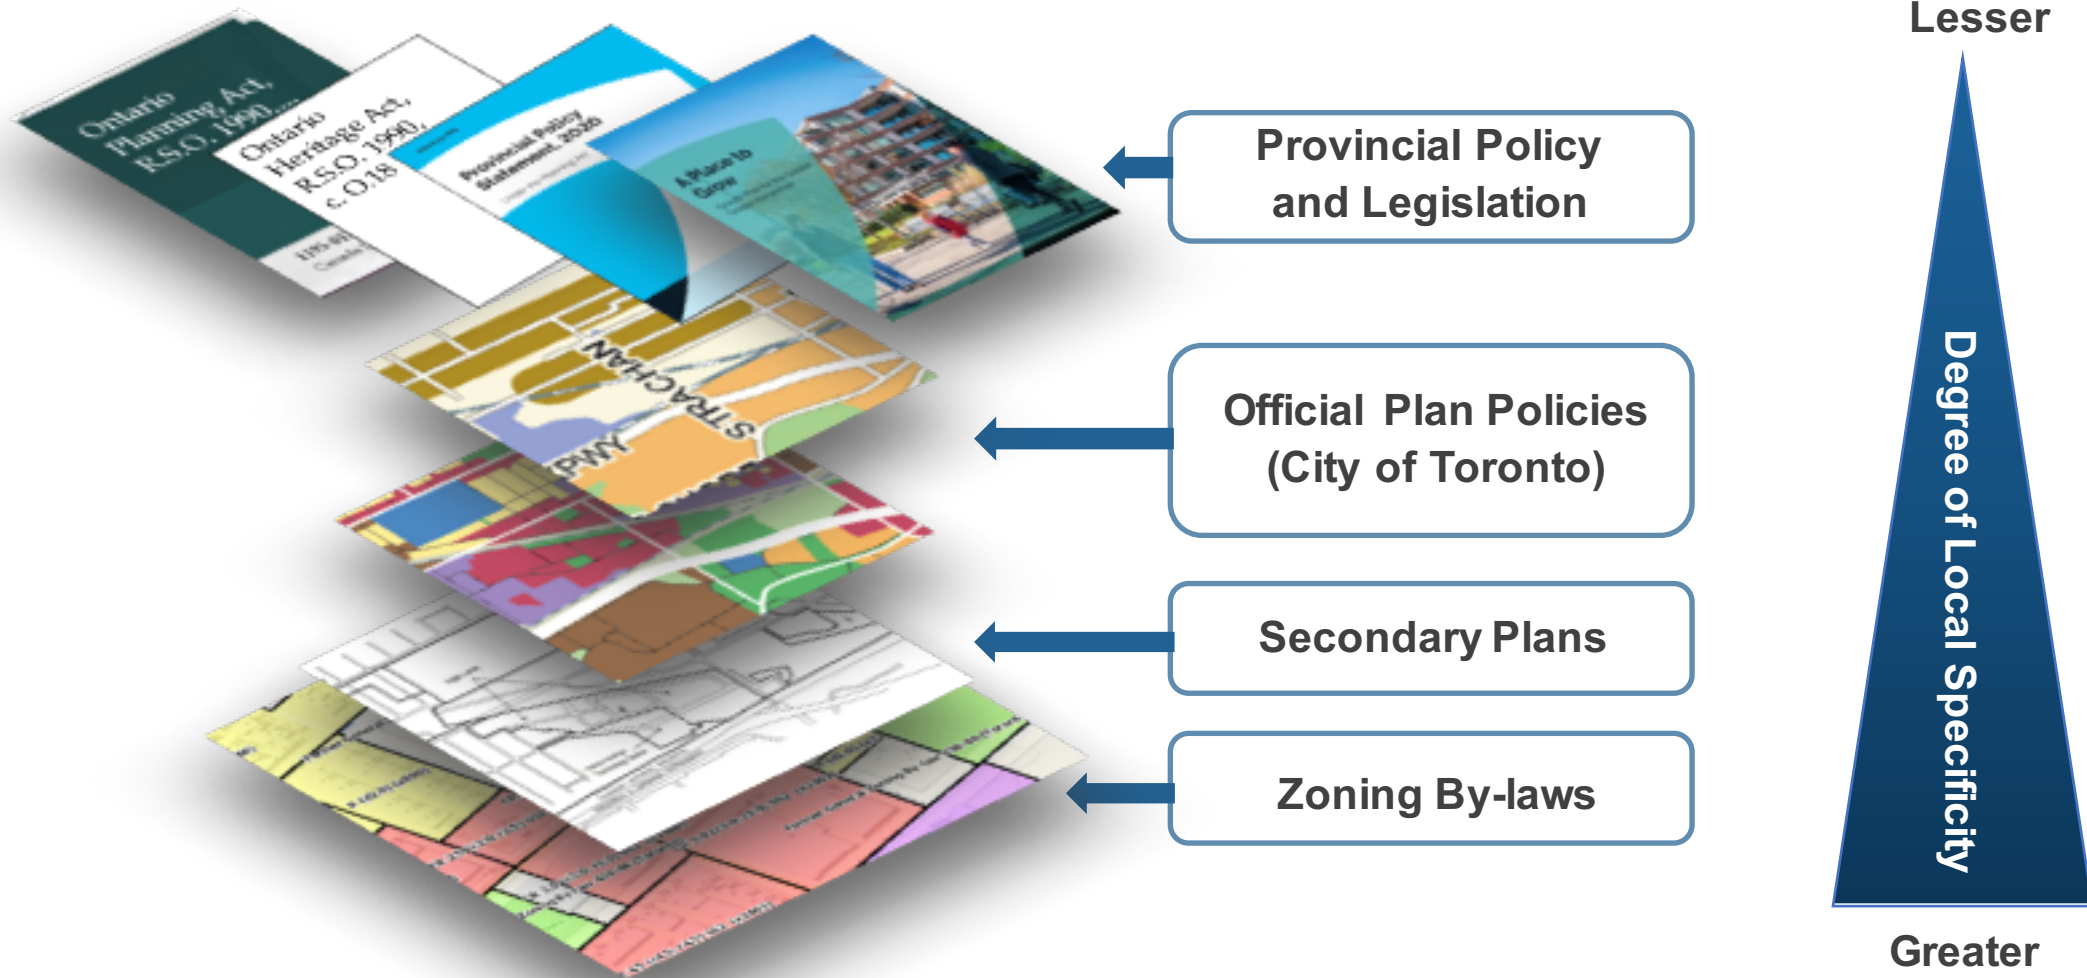 Lesser
Ontario
Planning Act,
R.S.O. 1990,...
Ontario
Heritage Act,
R.S.O. 1990,
c. O.18
Provincial Policy
Statement, 2020
A Place to
Grow
Provincial Policy
and Legislation
STRACHAN
PWY
Official Plan Policies
(City of Toronto)
Secondary Plans
Zoning By-laws
Degree of Local Specificity
Greater